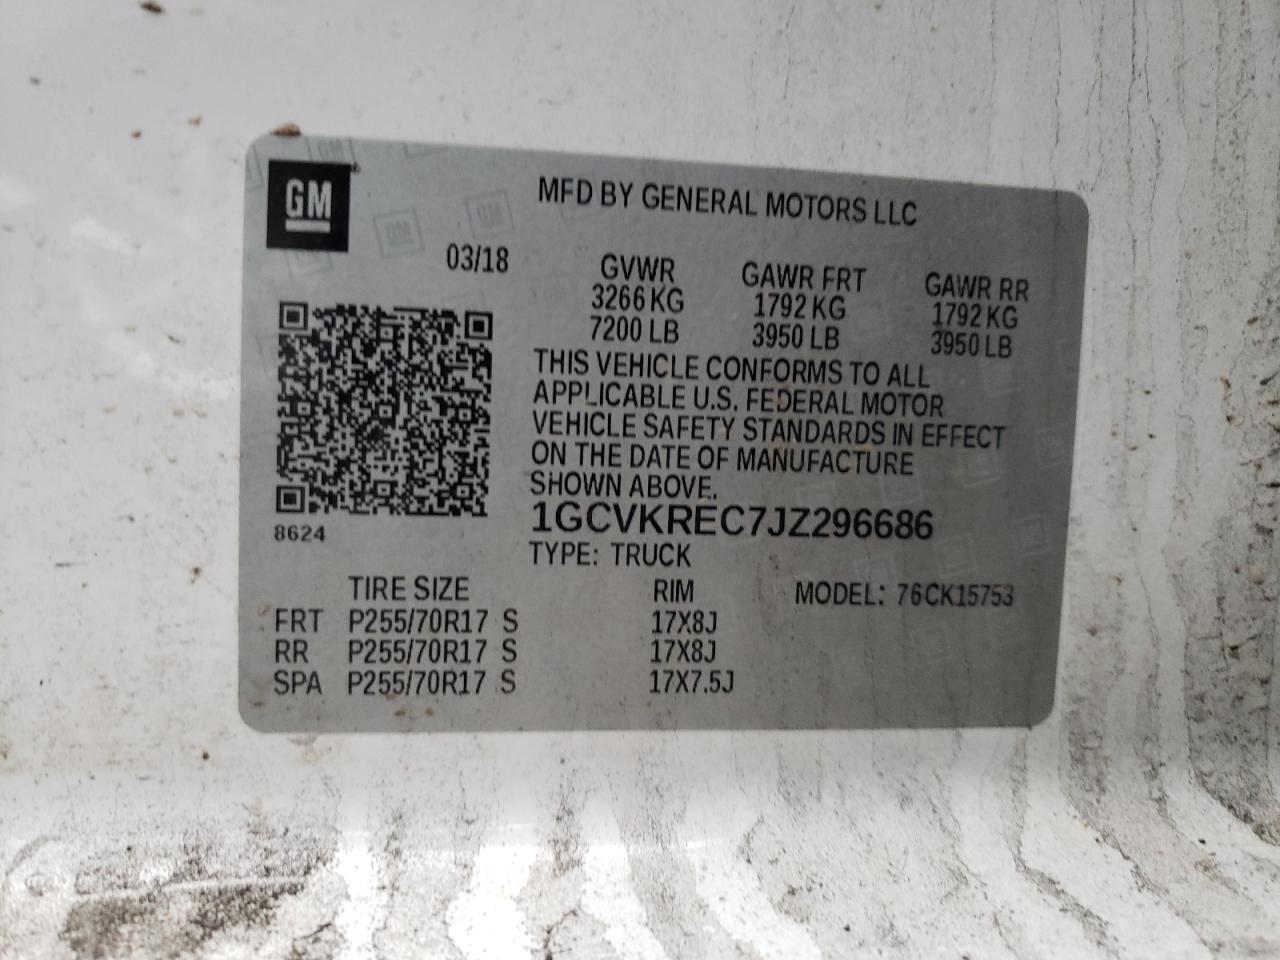 GM
MFD BY GENERAL MOTORS LLC
03/18
GVWR GAWR FRT GAWR RR
3266 KG 1792 KG 1792 KG
7200 LB 3950 LB 3950 LB
THIS VEHICLE CONFORMS TO ALL
APPLICABLE U.S. FEDERAL MOTOR
VEHICLE SAFETY STANDARDS IN EFFECT
ON THE DATE OF MANUFACTURE
SHOWN ABOVE.
1GCVKREC7JZ296686
8624
TYPE: TRUCK
TIRE SIZE RIM MODEL: 76CK15753
FRT P255/70R17 S 17X8J
RR P255/70R17 S 17X8J
SPA P255/70R17 S 17X7.5J